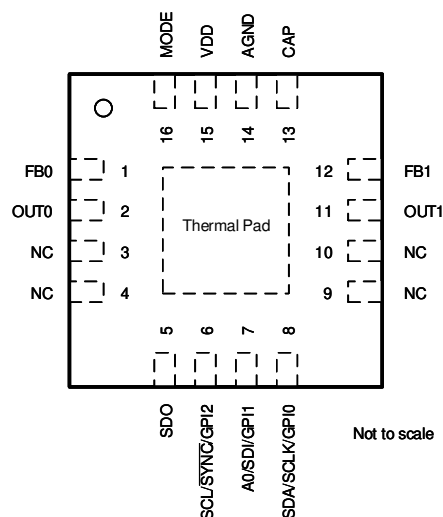 MODE
VDD
AGND
CAP
16
15
14
13
FB0
1
12
FB1
OUT0
2
Thermal Pad
11
OUT1
NC
3
10
NC
NC
4
9
NC
5
6
7
8
SDO
SCL/SYNC/GPI2
A0/SDI/GPI1
SDA/SCLK/GPI0
Not to scale